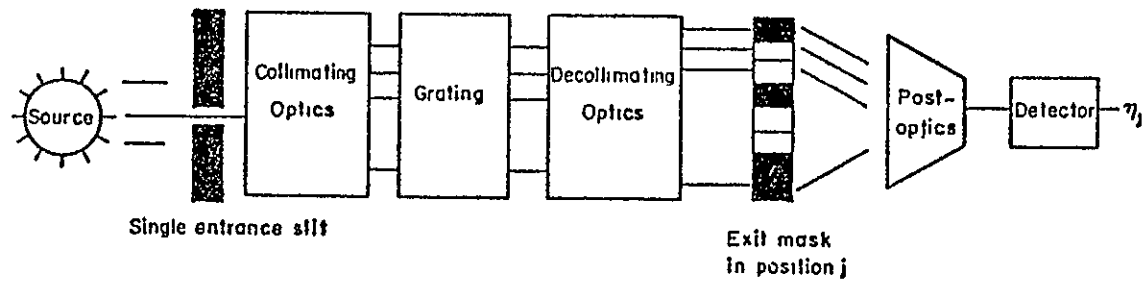 Source
Single entrance slit
Collimating
Optics
Grating
Decollimating
Optics
Exit mask
in position j
Post-
optics
Detector
η_j